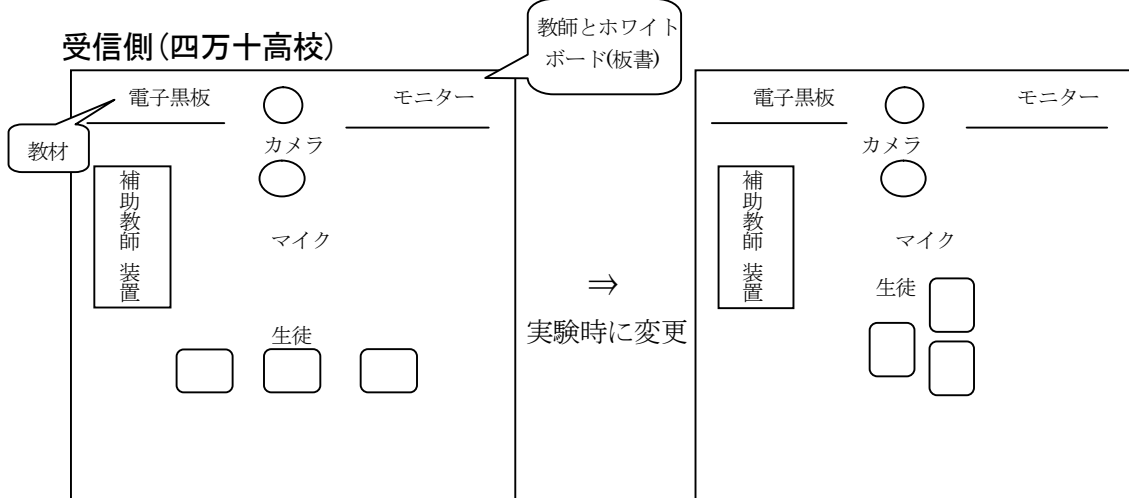 受信側(四万十高校)
教師とホワイト
ボード(板書)
電子黒板
モニター
教材
カメラ
補助教師 装置
マイク
生徒
⇒
実験時に変更
電子黒板
モニター
カメラ
補助教師 装置
マイク
生徒